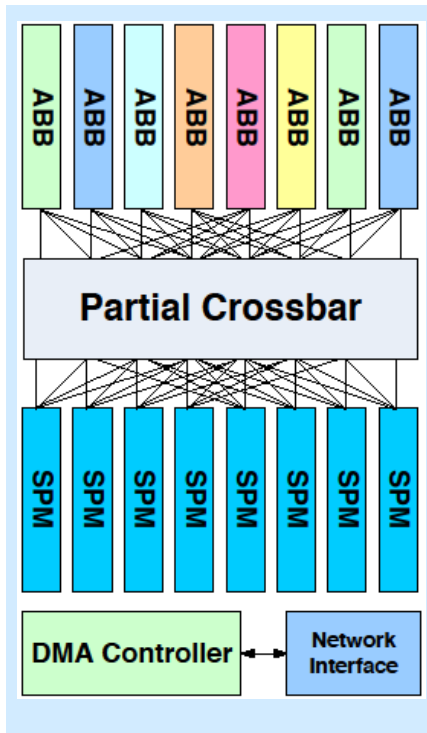 ABB ABB ABB ABB ABB ABB ABB ABB
Partial Crossbar
SPM SPM SPM SPM SPM SPM SPM SPM
DMA Controller
Network
Interface